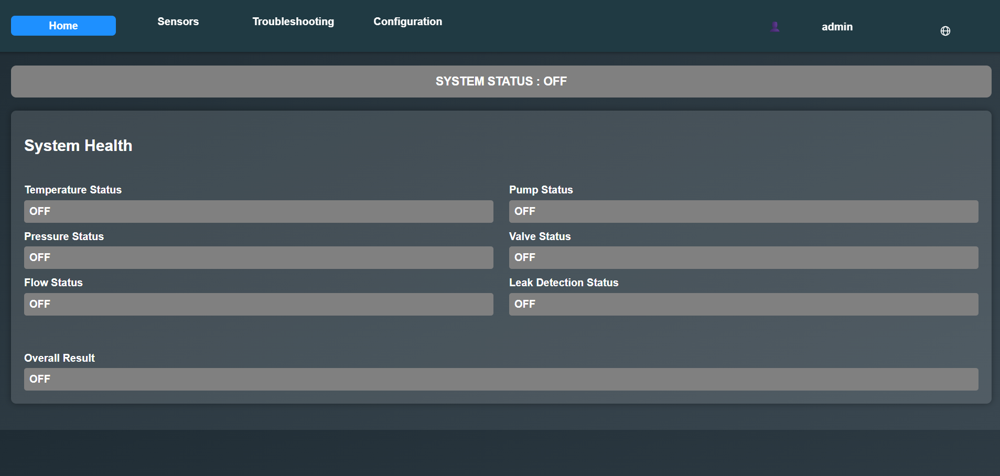 Home
Sensors
Troubleshooting
Configuration
admin
SYSTEM STATUS : OFF
System Health
Temperature Status
OFF
Pump Status
OFF
Pressure Status
OFF
Valve Status
OFF
Flow Status
OFF
Leak Detection Status
OFF
Overall Result
OFF